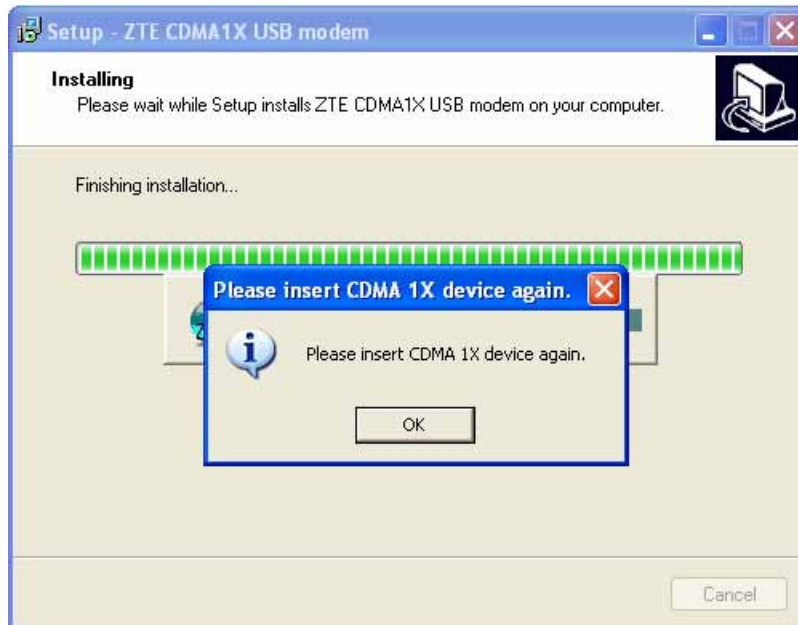 Setup - ZTE CDMA1X USB modem
Installing
Please wait while Setup installs ZTE CDMA1X USB modem on your computer.
Finishing installation...
Please insert CDMA 1X device again.
Please insert CDMA 1X device again.
OK
Cancel